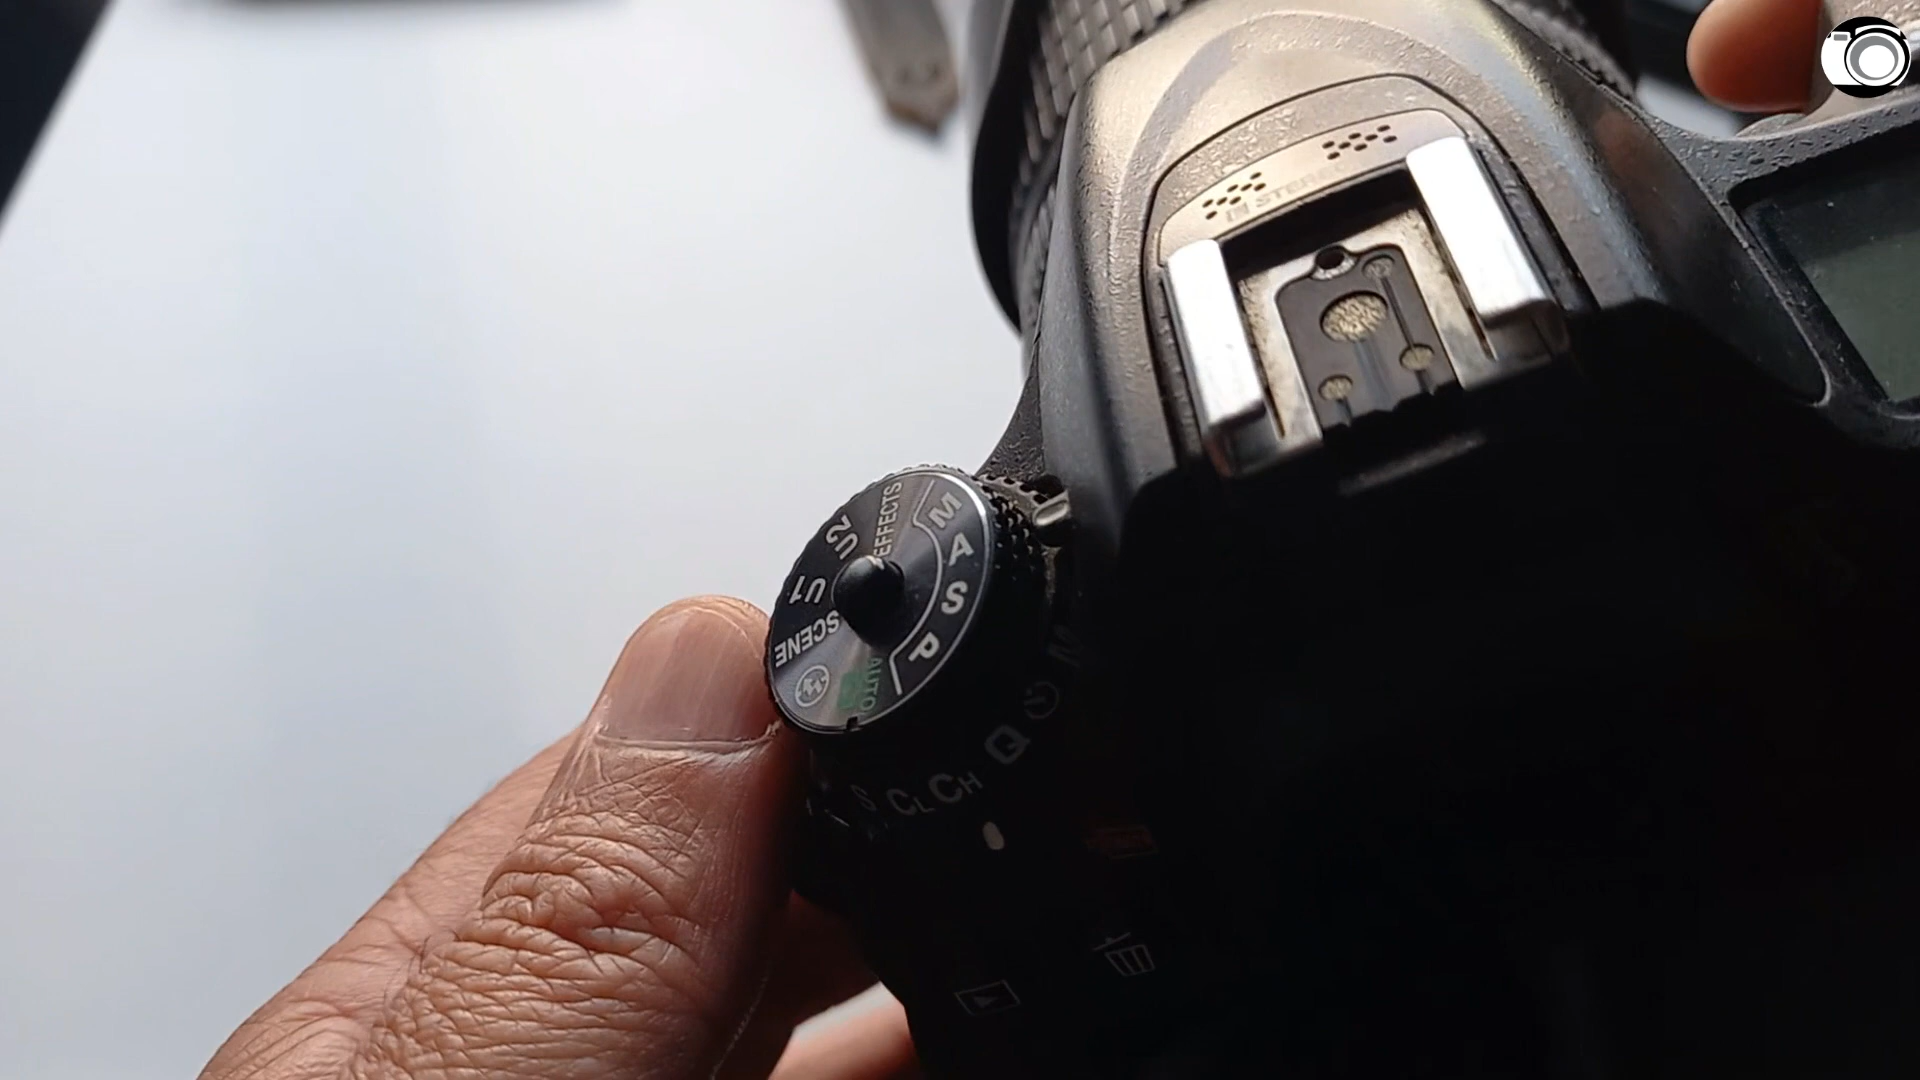 STEREO
EFFECTS
M
A
S
P
U2
U1
SCENE
AUTO
S CL CH Q